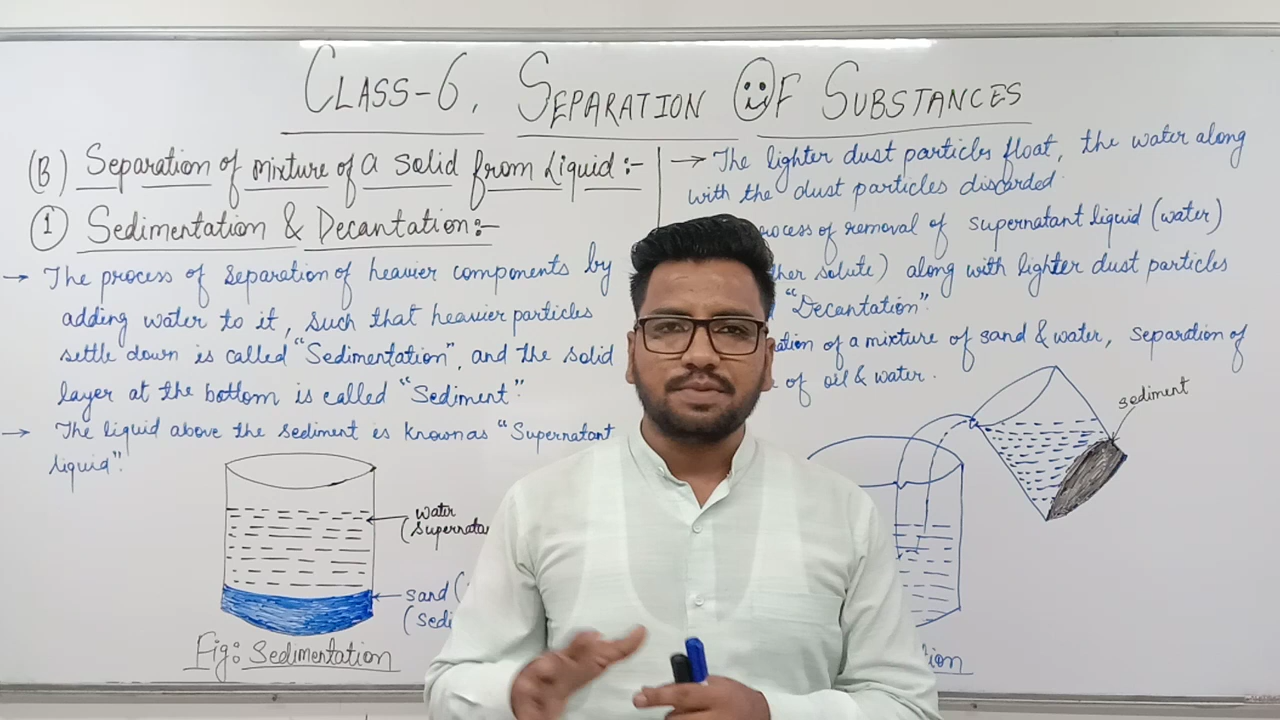 CLASS-6, SEPARATION OF SUBSTANCES
(B) Separation of mixture of a solid from Liquid:-
① Sedimentation & Decantation:-
→ The process of separation of heavier components by
adding water to it, such that heavier particles
settle down is called "Sedimentation", and the solid
layer at the bottom is called "Sediment".
→ The liquid above the sediment is known as "Supernatant
liquid".
water
(Supernata
sand (
(Sedi
Fig: Sedimentation
→ The lighter dust particles float, the water along
with the dust particles discarded.
rocess of removal of supernatant liquid (water)
her solute) along with lighter dust particles
"Decantation".
ation of a mixture of sand & water, separation of
of oil & water.
sediment
tion